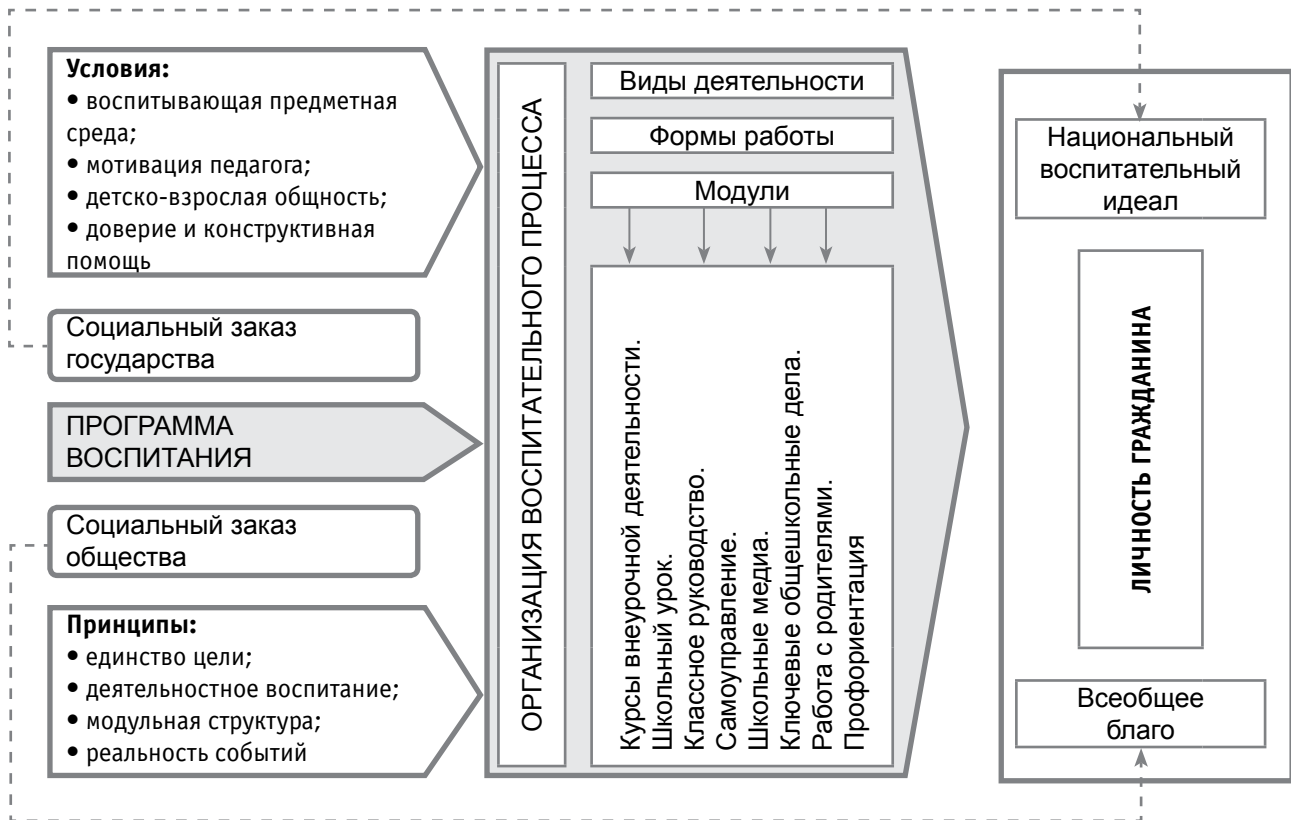 Условия:
• воспитывающая предметная
среда;
• мотивация педагога;
• детско-взрослая общность;
• доверие и конструктивная
помощь
Социальный заказ
государства
ПРОГРАММА
ВОСПИТАНИЯ
Социальный заказ
общества
Принципы:
• единство цели;
• деятельностное воспитание;
• модульная структура;
• реальность событий
ОРГАНИЗАЦИЯ ВОСПИТАТЕЛЬНОГО ПРОЦЕССА
Виды деятельности
Формы работы
Модули
Курсы внеурочной деятельности.
Школьный урок.
Классное руководство.
Самоуправление.
Школьные медиа.
Ключевые общешкольные дела.
Работа с родителями.
Профориентация
Национальный
воспитательный
идеал
ЛИЧНОСТЬ ГРАЖДАНИНА
Всеобщее
благо